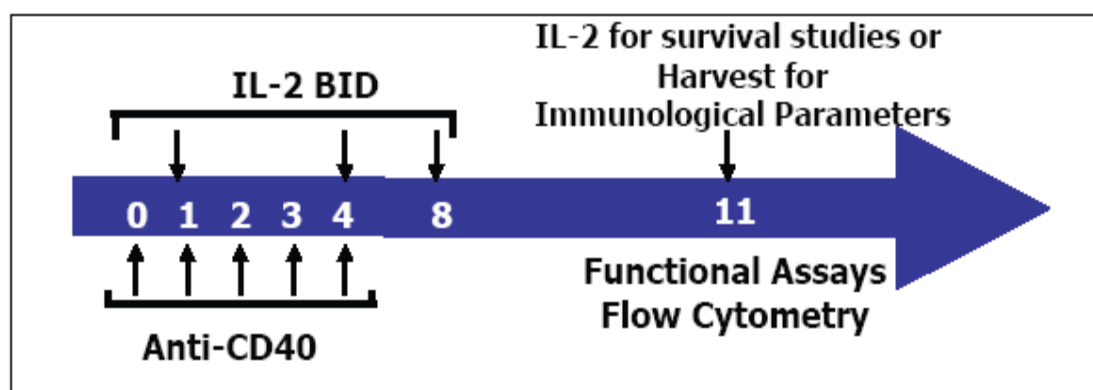 IL-2 for survival studies or
Harvest for
Immunological Parameters
IL-2 BID
0 1 2 3 4 8 11
Functional Assays
Flow Cytometry
Anti-CD40